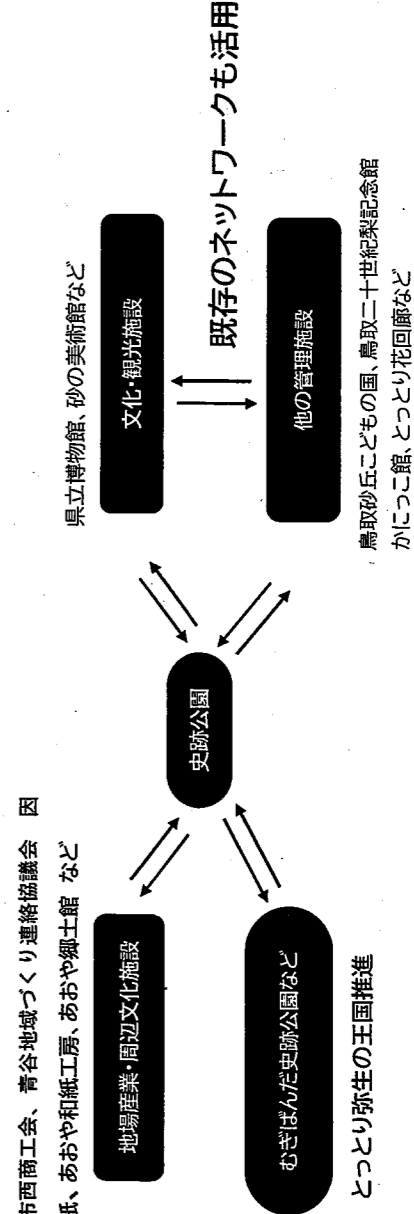 市西商工会、青谷地域づくり連絡協議会 因
紙、あおや和紙工房、あおや郷土館 など
地場産業・周辺文化施設
むぎばんだ史跡公園など
とっとり弥生の王国推進
史跡公園
県立博物館、砂の美術館など
文化・観光施設
既存のネットワークも活用
他の管理施設
鳥取砂丘こどもの国、鳥取二十世紀梨記念館
かにっこ館、とっとり花回廊など